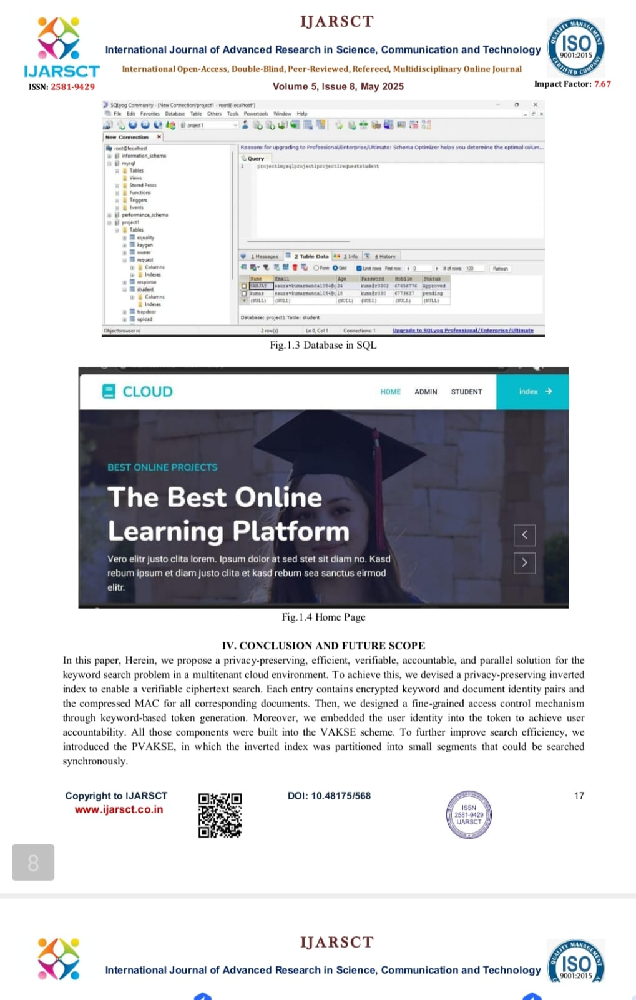 IJARSCT
International Journal of Advanced Research in Science, Communication and Technology
International Open-Access, Double-Blind, Peer-Reviewed, Refereed, Multidisciplinary Online Journal
Volume 5, Issue 8, May 2025
IJARSCT
ISSN: 2581-9429
QUALITY MANAGEMENT
ISO
9001:2015
CERTIFIED COMPANY
Impact Factor: 7.67
SQLyog Community - [New Connection/project1 - root@localhost*]
File Edit Favorites Database Table Others Tools Powertools Window Help
project1
New Connection
root@localhost
information_schema
mysql
Tables
Views
Stored Procs
Functions
Triggers
Events
performance_schema
project1
Tables
equality
keygen
owner
request
Columns
Indexes
response
student
Columns
Indexes
trapdoor
upload
Reasons for upgrading to Professional/Enterprise/Ultimate: Schema Optimizer helps you determine the optimal colum...
Query
1 project1mysqlproject1project1requeststudent
1 Messages 2 Table Data 3 Info 4 History
Form Grid Limit rows First row: 0 # of rows: 100 Refresh
Name Email Age Password Mobile Status
SANJAY 24 67656776 Approved
kumar 18 6773637 pending
(NULL) (NULL) (NULL) (NULL) (NULL) (NULL)
Database: project1 Table: student
Objectbrowser re 2 row(s) Ln 0, Col 1 Connections: 1 Upgrade to SQLyog Professional/Enterprise/Ultimate
Fig.1.3 Database in SQL
CLOUD
HOME ADMIN STUDENT index
BEST ONLINE PROJECTS
The Best Online
Learning Platform
Vero elitr justo clita lorem. Ipsum dolor at sed stet sit diam no. Kasd
rebum ipsum et diam justo clita et kasd rebum sea sanctus eirmod
elitr.
Fig.1.4 Home Page
IV. CONCLUSION AND FUTURE SCOPE
In this paper, Herein, we propose a privacy-preserving, efficient, verifiable, accountable, and parallel solution for the
keyword search problem in a multitenant cloud environment. To achieve this, we devised a privacy-preserving inverted
index to enable a verifiable ciphertext search. Each entry contains encrypted keyword and document identity pairs and
the compressed MAC for all corresponding documents. Then, we designed a fine-grained access control mechanism
through keyword-based token generation. Moreover, we embedded the user identity into the token to achieve user
accountability. All those components were built into the VAKSE scheme. To further improve search efficiency, we
introduced the PVAKSE, in which the inverted index was partitioned into small segments that could be searched
synchronously.
Copyright to IJARSCT
www.ijarsct.co.in
DOI: 10.48175/568
ISSN
2581-9429
IJARSCT
17
8
IJARSCT
International Journal of Advanced Research in Science, Communication and Technology
QUALITY MANAGEMENT
ISO
9001:2015